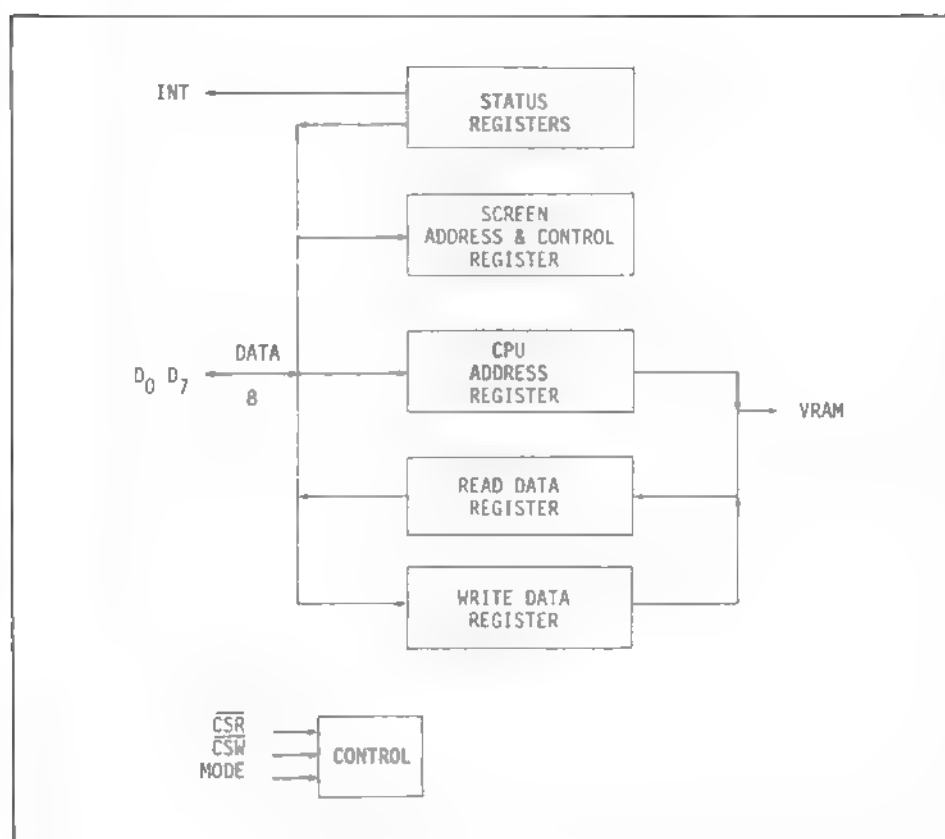 INT
STATUS
REGISTERS
SCREEN
ADDRESS & CONTROL
REGISTER
DATA
D0 D7
8
CPU
ADDRESS
REGISTER
VRAM
READ DATA
REGISTER
WRITE DATA
REGISTER
CSR
CSW
MODE
CONTROL